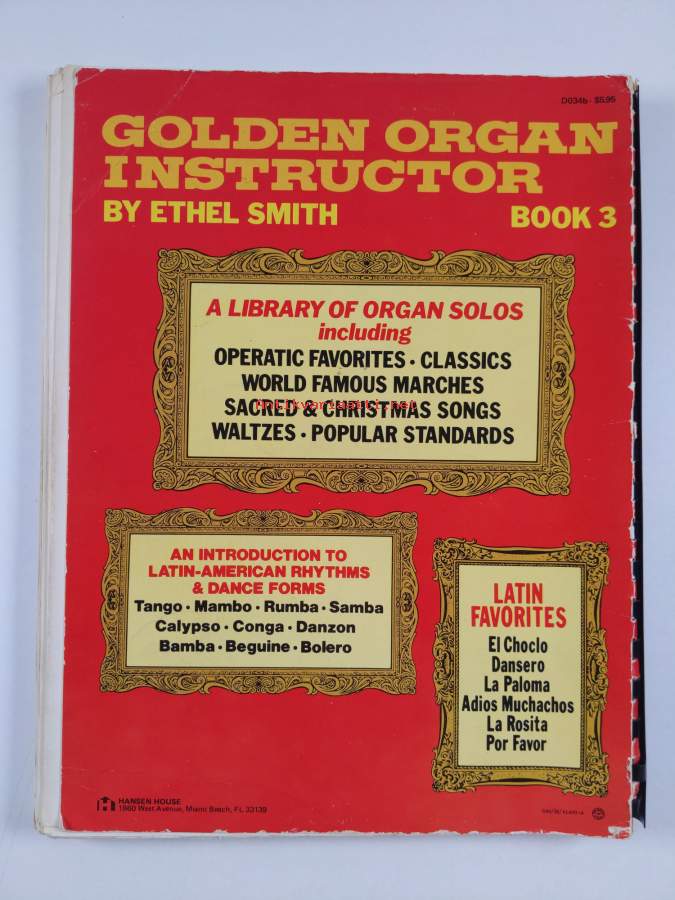 D034b - $5.95
GOLDEN ORGAN
INSTRUCTOR
BY ETHEL SMITH
BOOK 3
A LIBRARY OF ORGAN SOLOS
including
OPERATIC FAVORITES • CLASSICS
WORLD FAMOUS MARCHES
SACRED & CHRISTMAS SONGS
Antikvariaatti.net
WALTZES • POPULAR STANDARDS
AN INTRODUCTION TO
LATIN-AMERICAN RHYTHMS
& DANCE FORMS
Tango • Mambo • Rumba • Samba
Calypso • Conga • Danzon
Bamba • Beguine • Bolero
LATIN
FAVORITES
El Choclo
Dansero
La Paloma
Adios Muchachos
La Rosita
Por Favor
HANSEN HOUSE
1860 West Avenue, Miami Beach, FL 33139